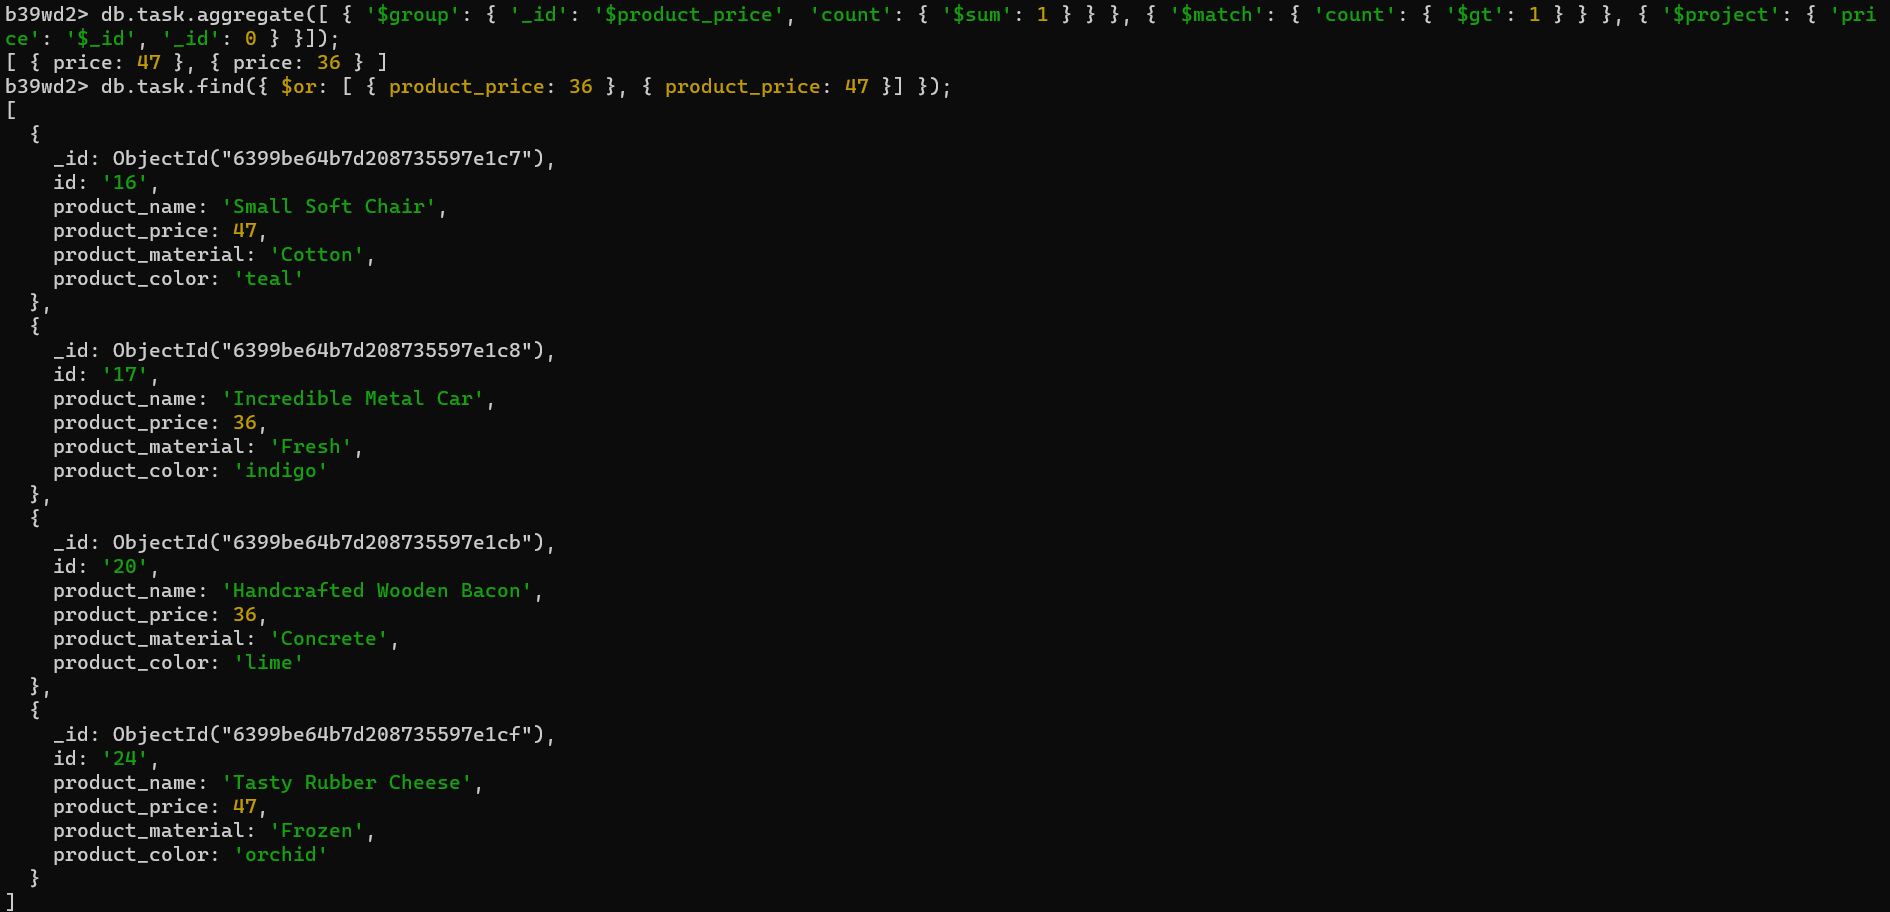 b39wd2> db.task.aggregate([ { '$group': { '_id': '$product_price', 'count': { '$sum': 1 } } }, { '$match': { 'count': { '$gt': 1 } } }, { '$project': { 'pri
ce': '$_id', '_id': 0 } }]);
[ { price: 47 }, { price: 36 } ]
b39wd2> db.task.find({ $or: [ { product_price: 36 }, { product_price: 47 }] });
[
  {
    _id: ObjectId("6399be64b7d208735597e1c7"),
    id: '16',
    product_name: 'Small Soft Chair',
    product_price: 47,
    product_material: 'Cotton',
    product_color: 'teal'
  },
  {
    _id: ObjectId("6399be64b7d208735597e1c8"),
    id: '17',
    product_name: 'Incredible Metal Car',
    product_price: 36,
    product_material: 'Fresh',
    product_color: 'indigo'
  },
  {
    _id: ObjectId("6399be64b7d208735597e1cb"),
    id: '20',
    product_name: 'Handcrafted Wooden Bacon',
    product_price: 36,
    product_material: 'Concrete',
    product_color: 'lime'
  },
  {
    _id: ObjectId("6399be64b7d208735597e1cf"),
    id: '24',
    product_name: 'Tasty Rubber Cheese',
    product_price: 47,
    product_material: 'Frozen',
    product_color: 'orchid'
  }
]